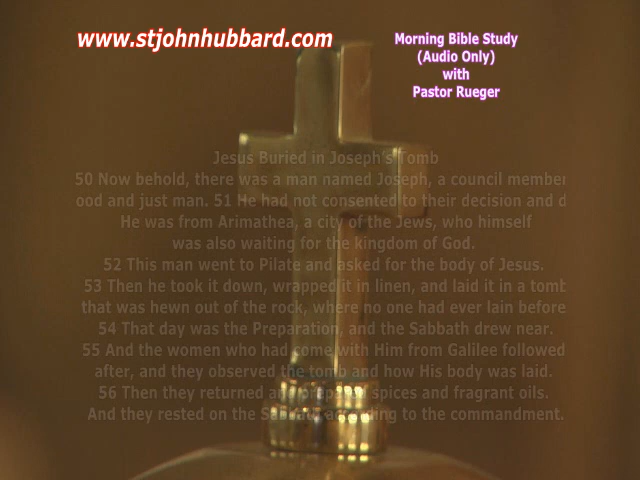 www.stjohnhubbard.com
Morning Bible Study
(Audio Only)
with
Pastor Rueger
Jesus Buried in Joseph's Tomb
50 Now behold, there was a man named Joseph, a council member
ood and just man. 51 He had not consented to their decision and d
He was from Arimathea, a city of the Jews, who himself
was also waiting for the kingdom of God.
52 This man went to Pilate and asked for the body of Jesus.
53 Then he took it down, wrapped it in linen, and laid it in a tomb
that was hewn out of the rock, where no one had ever lain before
54 That day was the Preparation, and the Sabbath drew near.
55 And the women who had come with Him from Galilee followed
after, and they observed the tomb and how His body was laid.
56 Then they returned and prepared spices and fragrant oils.
And they rested on the Sabbath according to the commandment.